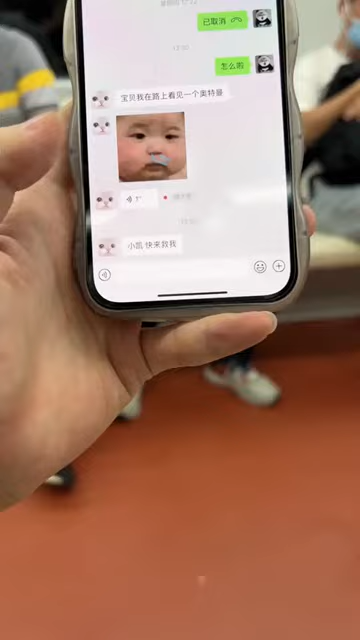 已取消
怎么啦
宝贝我在路上看见一个奥特曼
小凯 快来救我